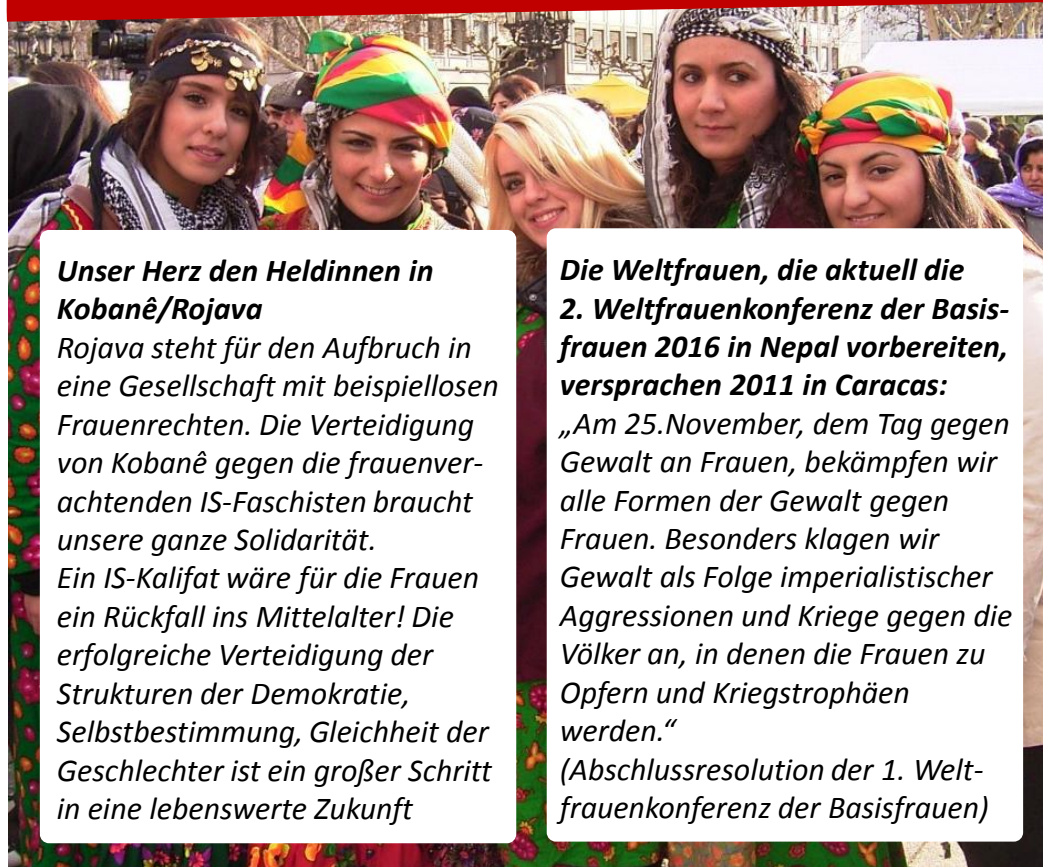 Unser Herz den Heldinnen in
Kobanê/Rojava
Rojava steht für den Aufbruch in
eine Gesellschaft mit beispiellosen
Frauenrechten. Die Verteidigung
von Kobanê gegen die frauenver-
achtenden IS-Faschisten braucht
unsere ganze Solidarität.
Ein IS-Kalifat wäre für die Frauen
ein Rückfall ins Mittelalter! Die
erfolgreiche Verteidigung der
Strukturen der Demokratie,
Selbstbestimmung, Gleichheit der
Geschlechter ist ein großer Schritt
in eine lebenswerte Zukunft
Die Weltfrauen, die aktuell die
2. Weltfrauenkonferenz der Basis-
frauen 2016 in Nepal vorbereiten,
versprachen 2011 in Caracas:
„Am 25.November, dem Tag gegen
Gewalt an Frauen, bekämpfen wir
alle Formen der Gewalt gegen
Frauen. Besonders klagen wir
Gewalt als Folge imperialistischer
Aggressionen und Kriege gegen die
Völker an, in denen die Frauen zu
Opfern und Kriegstrophäen
werden.“
(Abschlussresolution der 1. Welt-
frauenkonferenz der Basisfrauen)